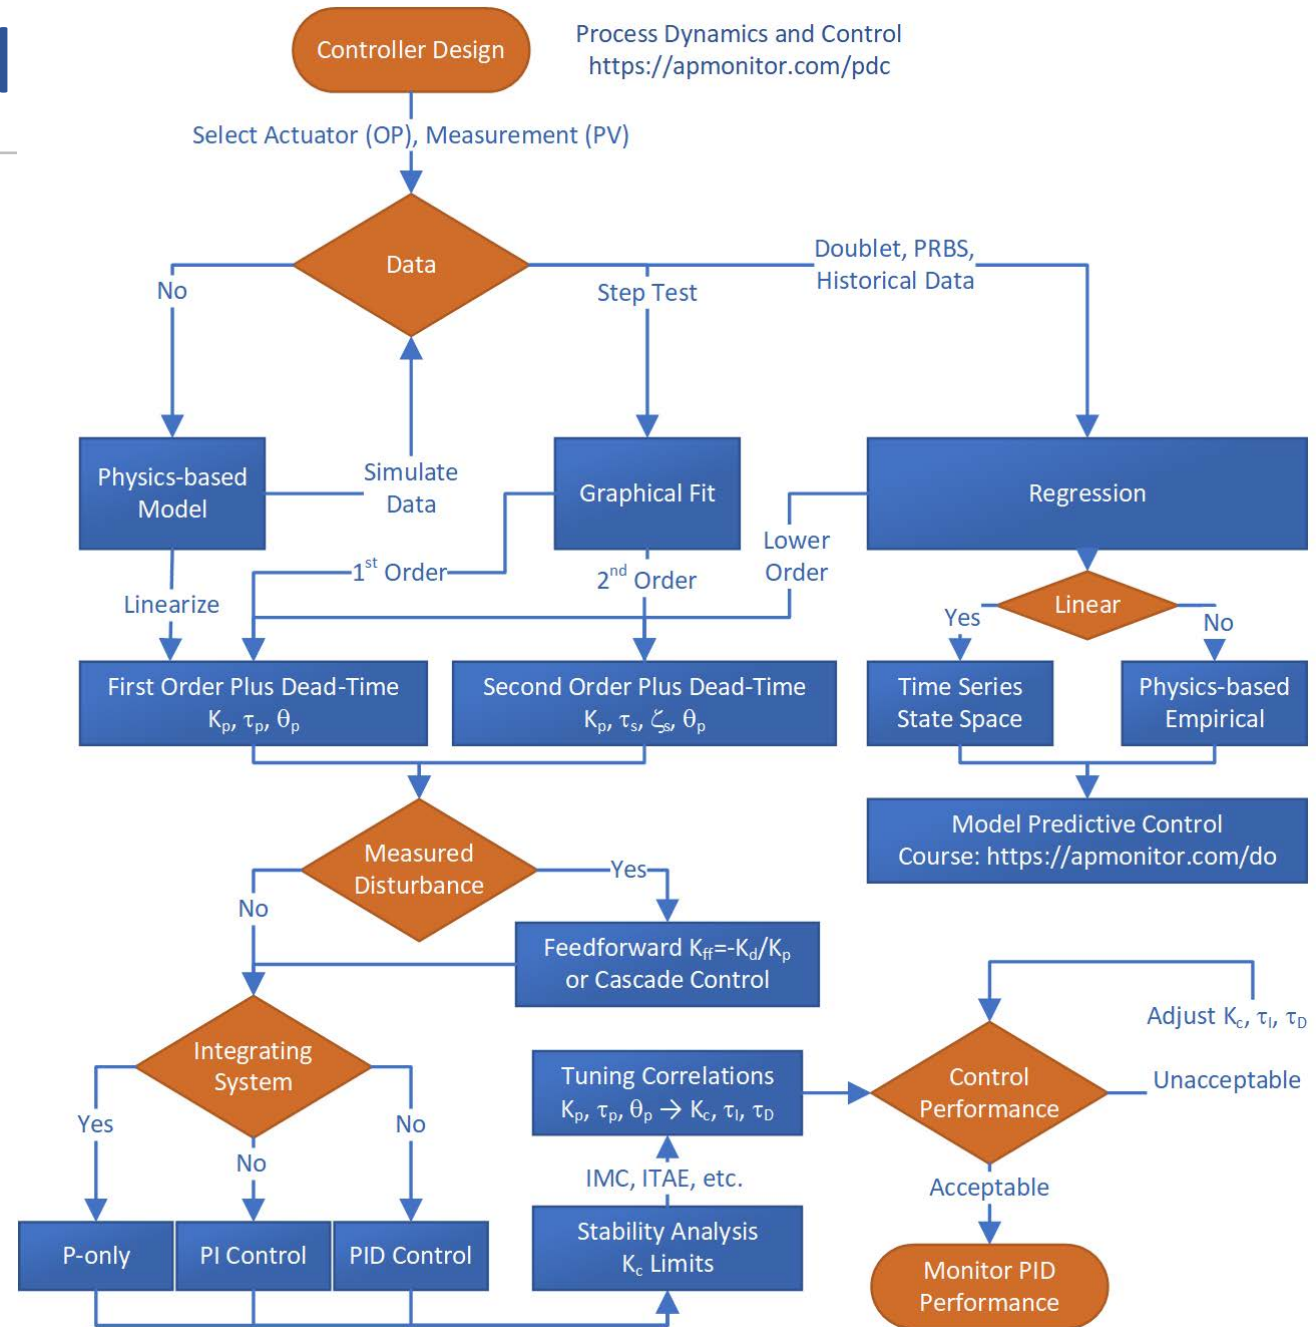 Controller Design
Process Dynamics and Control
https://apmonitor.com/pdc
Select Actuator (OP), Measurement (PV)
Data
No
Step Test
Doublet, PRBS,
Historical Data
Physics-based
Model
Simulate
Data
Graphical Fit
Regression
Linearize
1st Order
2nd Order
Lower
Order
Linear
Yes
No
First Order Plus Dead-Time
Kp, τp, θp
Second Order Plus Dead-Time
Kp, τs, ζs, θp
Time Series
State Space
Physics-based
Empirical
Model Predictive Control
Course: https://apmonitor.com/do
Measured
Disturbance
No
Yes
Feedforward Kff=-Kd/Kp
or Cascade Control
Integrating
System
Yes
No
No
P-only
PI Control
PID Control
Stability Analysis
Kc Limits
IMC, ITAE, etc.
Tuning Correlations
Kp, τp, θp → Kc, τI, τD
Control
Performance
Adjust Kc, τI, τD
Unacceptable
Acceptable
Monitor PID
Performance